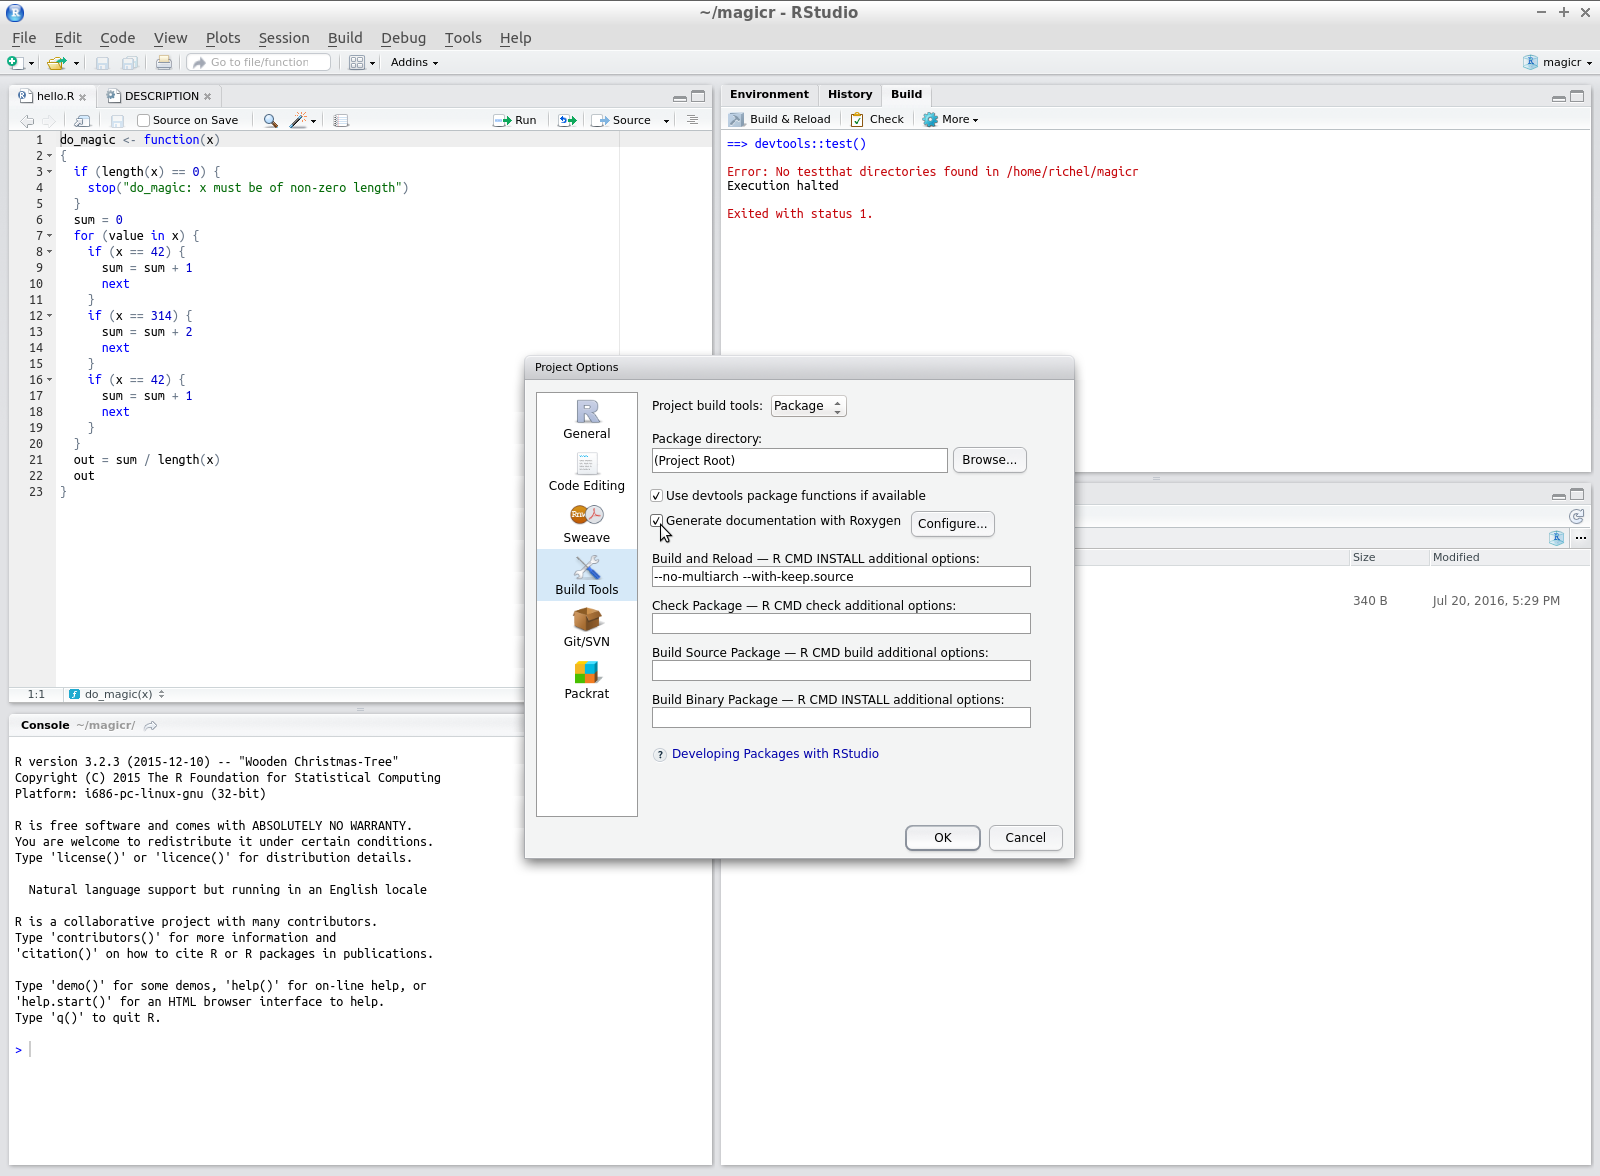 ~/magicr - RStudio
File Edit Code View Plots Session Build Debug Tools Help
Go to file/function Addins magicr
hello.R DESCRIPTION
Source on Save Run Source
1 do_magic <- function(x)
2 {
3 if (length(x) == 0) {
4 stop("do_magic: x must be of non-zero length")
5 }
6 sum = 0
7 for (value in x) {
8 if (x == 42) {
9 sum = sum + 1
10 next
11 }
12 if (x == 314) {
13 sum = sum + 2
14 next
15 }
16 if (x == 42) {
17 sum = sum + 1
18 next
19 }
20 }
21 out = sum / length(x)
22 out
23 }
1:1 do_magic(x)
Console ~/magicr/
R version 3.2.3 (2015-12-10) -- "Wooden Christmas-Tree"
Copyright (C) 2015 The R Foundation for Statistical Computing
Platform: i686-pc-linux-gnu (32-bit)
R is free software and comes with ABSOLUTELY NO WARRANTY.
You are welcome to redistribute it under certain conditions.
Type 'license()' or 'licence()' for distribution details.
Natural language support but running in an English locale
R is a collaborative project with many contributors.
Type 'contributors()' for more information and
'citation()' on how to cite R or R packages in publications.
Type 'demo()' for some demos, 'help()' for on-line help, or
'help.start()' for an HTML browser interface to help.
Type 'q()' to quit R.
>
Environment History Build
Build & Reload Check More
==> devtools::test()
Error: No testthat directories found in /home/richel/magicr
Execution halted
Exited with status 1.
Size Modified
340 B Jul 20, 2016, 5:29 PM
Project Options
General
Code Editing
Sweave
Build Tools
Git/SVN
Packrat
Project build tools: Package
Package directory:
(Project Root) Browse...
Use devtools package functions if available
Generate documentation with Roxygen Configure...
Build and Reload — R CMD INSTALL additional options:
--no-multiarch --with-keep.source
Check Package — R CMD check additional options:
Build Source Package — R CMD build additional options:
Build Binary Package — R CMD INSTALL additional options:
? Developing Packages with RStudio
OK Cancel